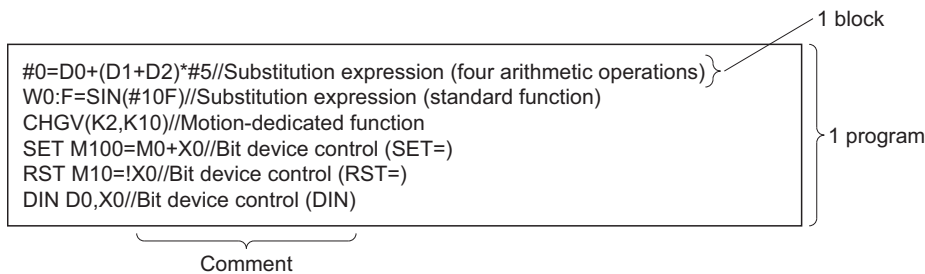 1 block
#0=D0+(D1+D2)*#5//Substitution expression (four arithmetic operations)
W0:F=SIN(#10F)//Substitution expression (standard function)
CHGV(K2,K10)//Motion-dedicated function
SET M100=M0+X0//Bit device control (SET=)
RST M10=!X0//Bit device control (RST=)
DIN D0,X0//Bit device control (DIN)
1 program
Comment